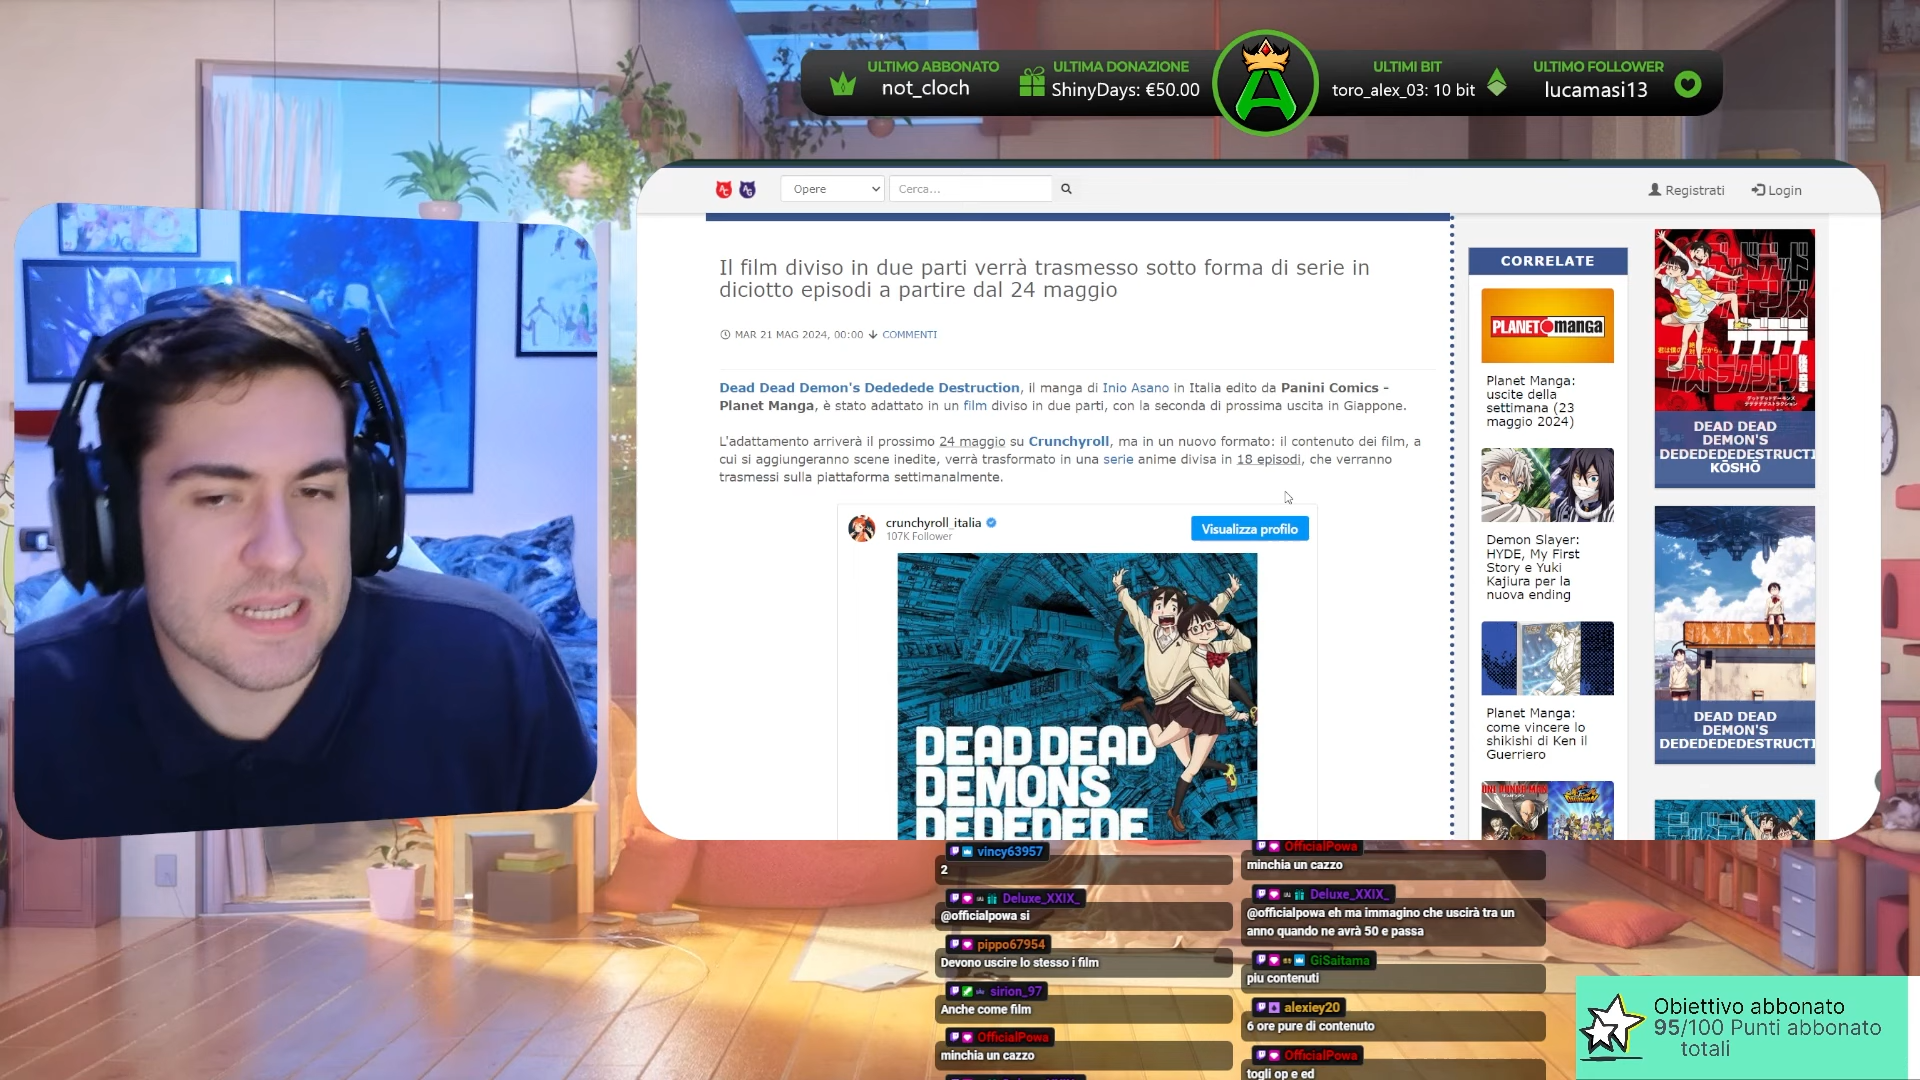 ULTIMO ABBONATO
not_cloch
ULTIMA DONAZIONE
ShinyDays: €50.00
ULTIMI BIT
toro_alex_03: 10 bit
ULTIMO FOLLOWER
lucamasi13
AC
AG
Opere
Cerca...
Registrati
Login
Il film diviso in due parti verrà trasmesso sotto forma di serie in
diciotto episodi a partire dal 24 maggio
MAR 21 MAG 2024, 00:00
COMMENTI
Dead Dead Demon's Dededede Destruction, il manga di Inio Asano in Italia edito da Panini Comics -
Planet Manga, è stato adattato in un film diviso in due parti, con la seconda di prossima uscita in Giappone.
L'adattamento arriverà il prossimo 24 maggio su Crunchyroll, ma in un nuovo formato: il contenuto dei film, a
cui si aggiungeranno scene inedite, verrà trasformato in una serie anime divisa in 18 episodi, che verranno
trasmessi sulla piattaforma settimanalmente.
crunchyroll_italia
107K Follower
Visualizza profilo
DEAD DEAD
DEMONS
DEDEDEDE
CORRELATE
PLANET manga
Planet Manga:
uscite della
settimana (23
maggio 2024)
Demon Slayer:
HYDE, My First
Story e Yuki
Kajiura per la
nuova ending
Planet Manga:
come vincere lo
shikishi di Ken il
Guerriero
DEAD DEAD
DEMON'S
DEDEDEDEDESTRUCTI
KŌSHŌ
DEAD DEAD
DEMON'S
DEDEDEDEDESTRUCTI
vincy63957
2
Deluxe_XXIX_
@officialpowa si
pippo67954
Devono uscire lo stesso i film
sirion_97
Anche come film
OfficialPowa
minchia un cazzo
OfficialPowa
minchia un cazzo
Deluxe_XXIX_
@officialpowa eh ma immagino che uscirà tra un
anno quando ne avrà 50 e passa
GiSaitama
piu contenuti
alexiey20
6 ore pure di contenuto
OfficialPowa
togli op e ed
Obiettivo abbonato
95/100 Punti abbonato
totali